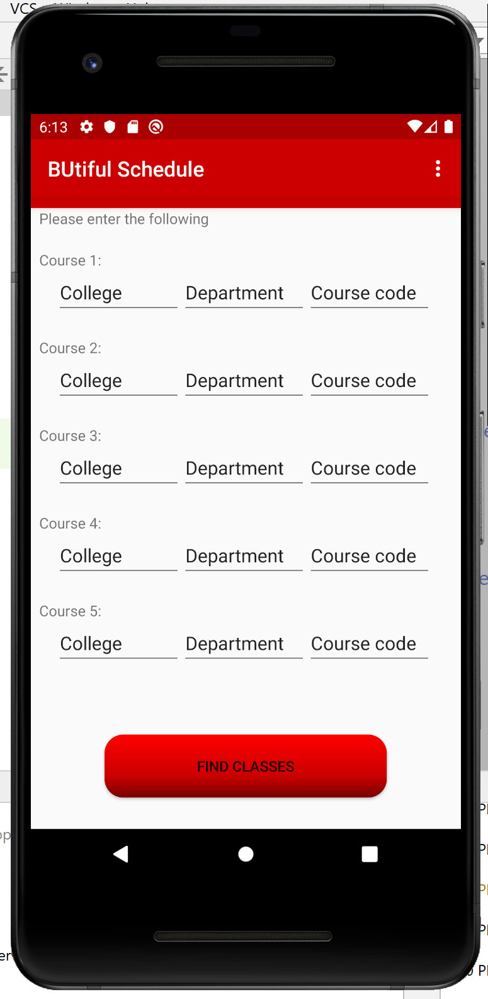 VCS
6:13
BUtiful Schedule
Please enter the following
Course 1:
College Department Course code
Course 2:
College Department Course code
Course 3:
College Department Course code
Course 4:
College Department Course code
Course 5:
College Department Course code
FIND CLASSES